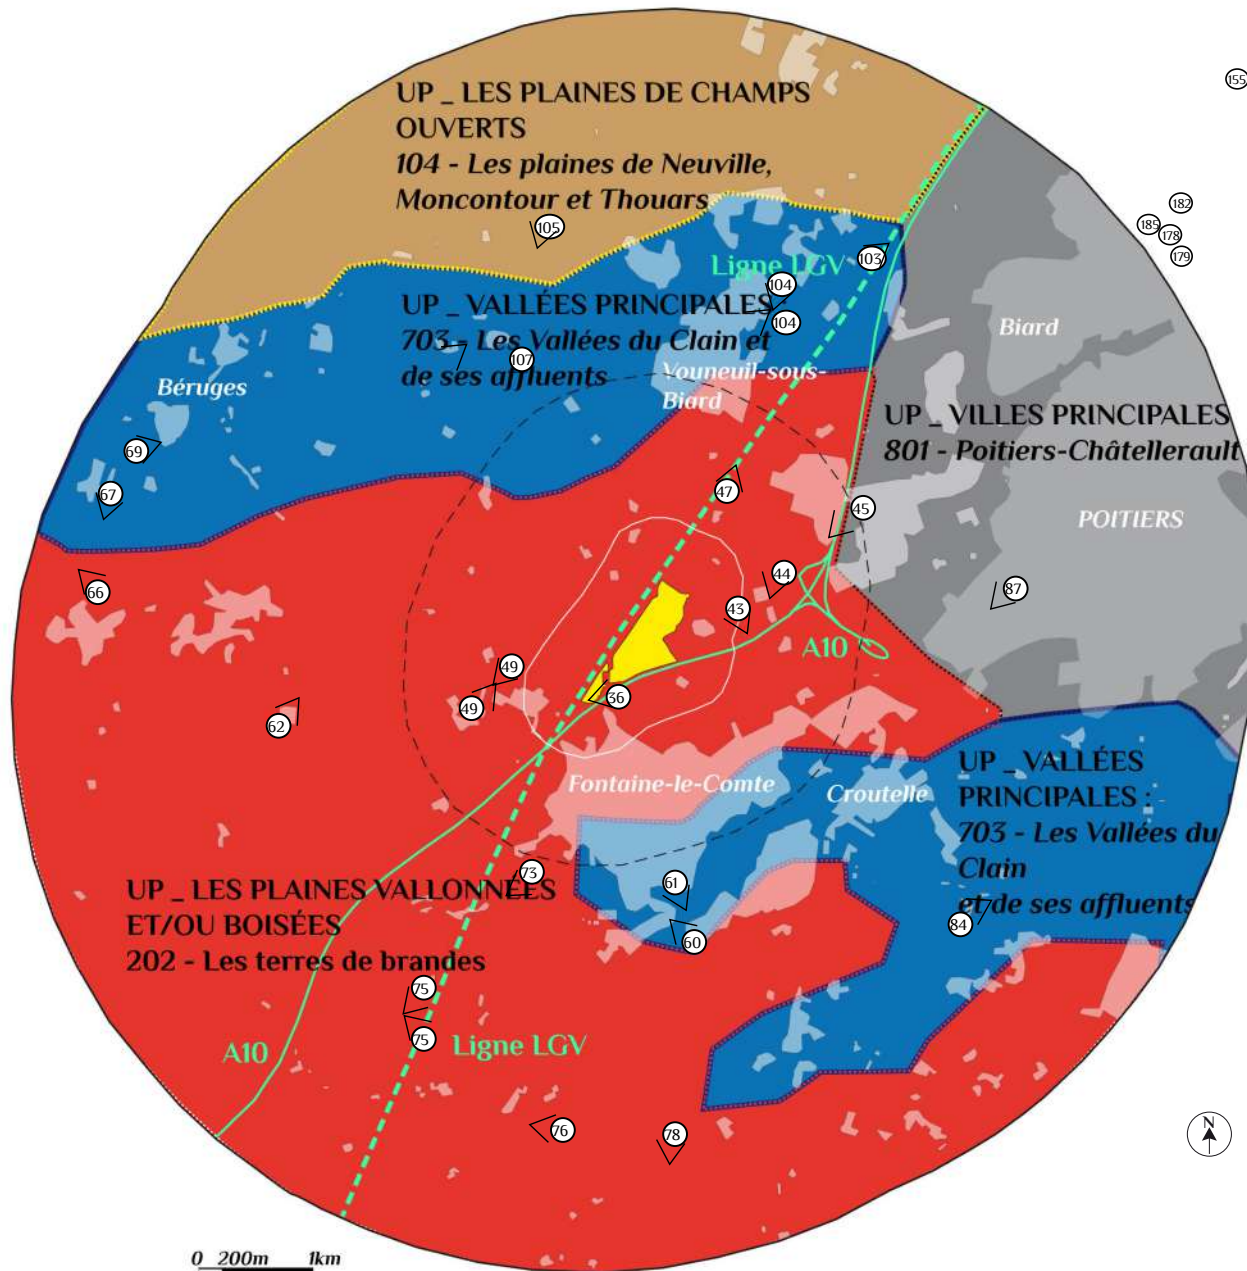 155
UP _ LES PLAINES DE CHAMPS
OUVERTS
104 - Les plaines de Neuville,
Moncontour et Thouars
182
185
178
179
105
103
Ligne LGV
104
104
UP _ VALLÉES PRINCIPALES :
703 - Les Vallées du Clain et
de ses affluents
107
Biard
Béruges
Vouneuil-sous-
Biard
UP _ VILLES PRINCIPALES
801 - Poitiers-Châtellerault
69
67
47
45
POITIERS
66
44
87
43
A10
49
49
36
62
Fontaine-le-Comte
Croutelle
UP _ VALLÉES
PRINCIPALES :
703 - Les Vallées du
Clain
et de ses affluents
73
61
84
60
UP _ LES PLAINES VALLONNÉES
ET/OU BOISÉES
202 - Les terres de brandes
75
75
A10
Ligne LGV
76
78
N
0 200m 1km